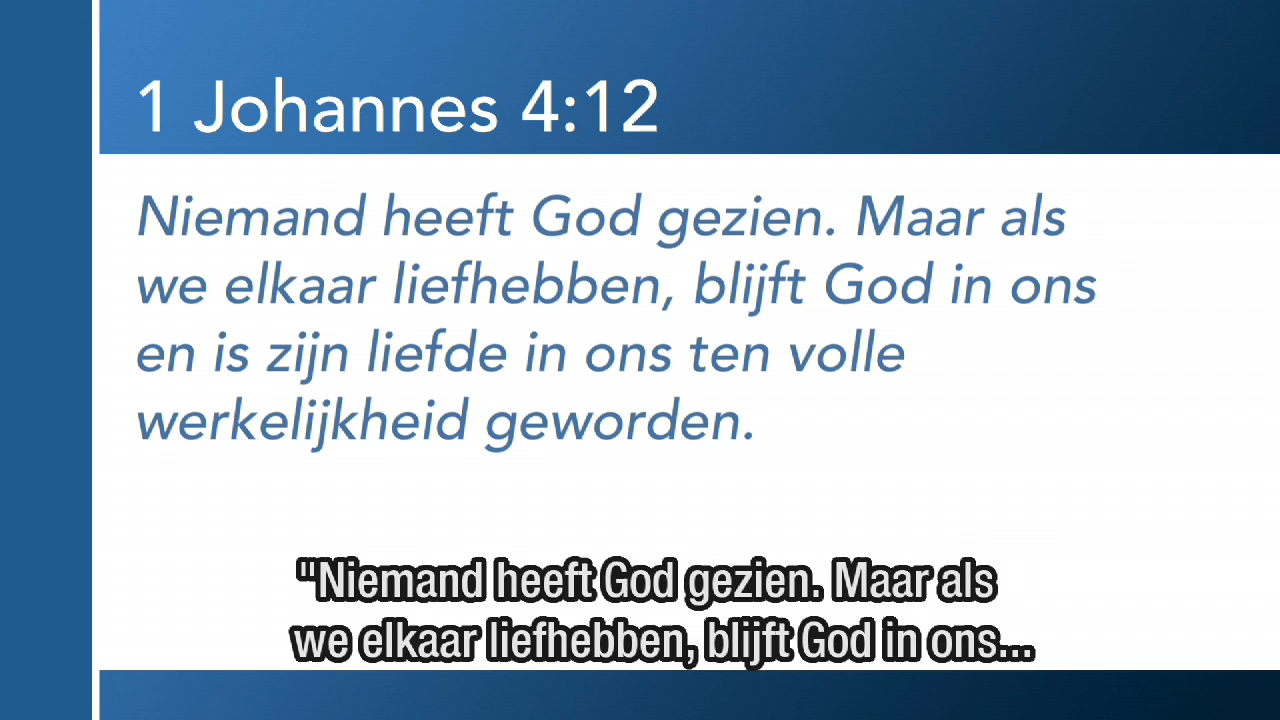 1 Johannes 4:12
Niemand heeft God gezien. Maar als
we elkaar liefhebben, blijft God in ons
en is zijn liefde in ons ten volle
werkelijkheid geworden.
"Niemand heeft God gezien. Maar als
we elkaar liefhebben, blijft God in ons...